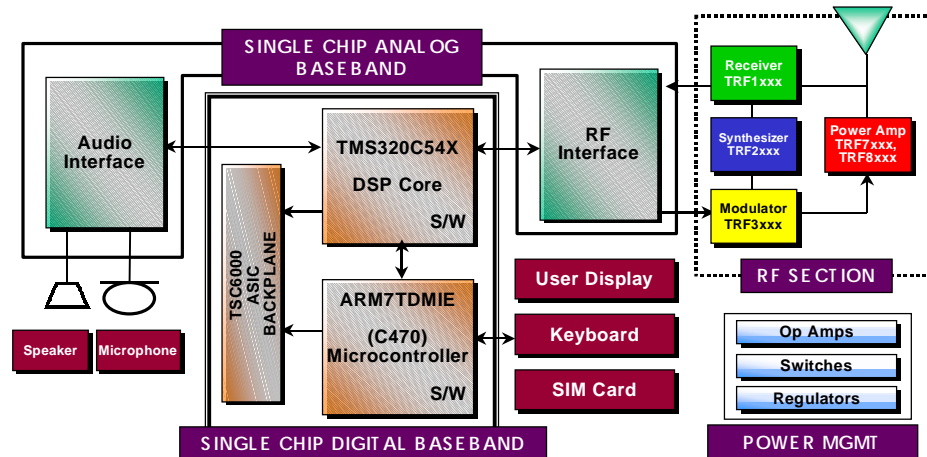 SINGLE CHIP ANALOG
BASEBAND
Audio
Interface
TMS320C54X
DSP Core
S/W
RF
Interface
Receiver
TRF1xxx
Synthesizer
TRF2xxx
Power Amp
TRF7xxx,
TRF8xxx
Modulator
TRF3xxx
RF SECTION
TSC6000
ASIC
BACKPLANE
ARM7TDMIE
(C470)
Microcontroller
S/W
User Display
Keyboard
SIM Card
Speaker
Microphone
Op Amps
Switches
Regulators
SINGLE CHIP DIGITAL BASEBAND
POWER MGMT